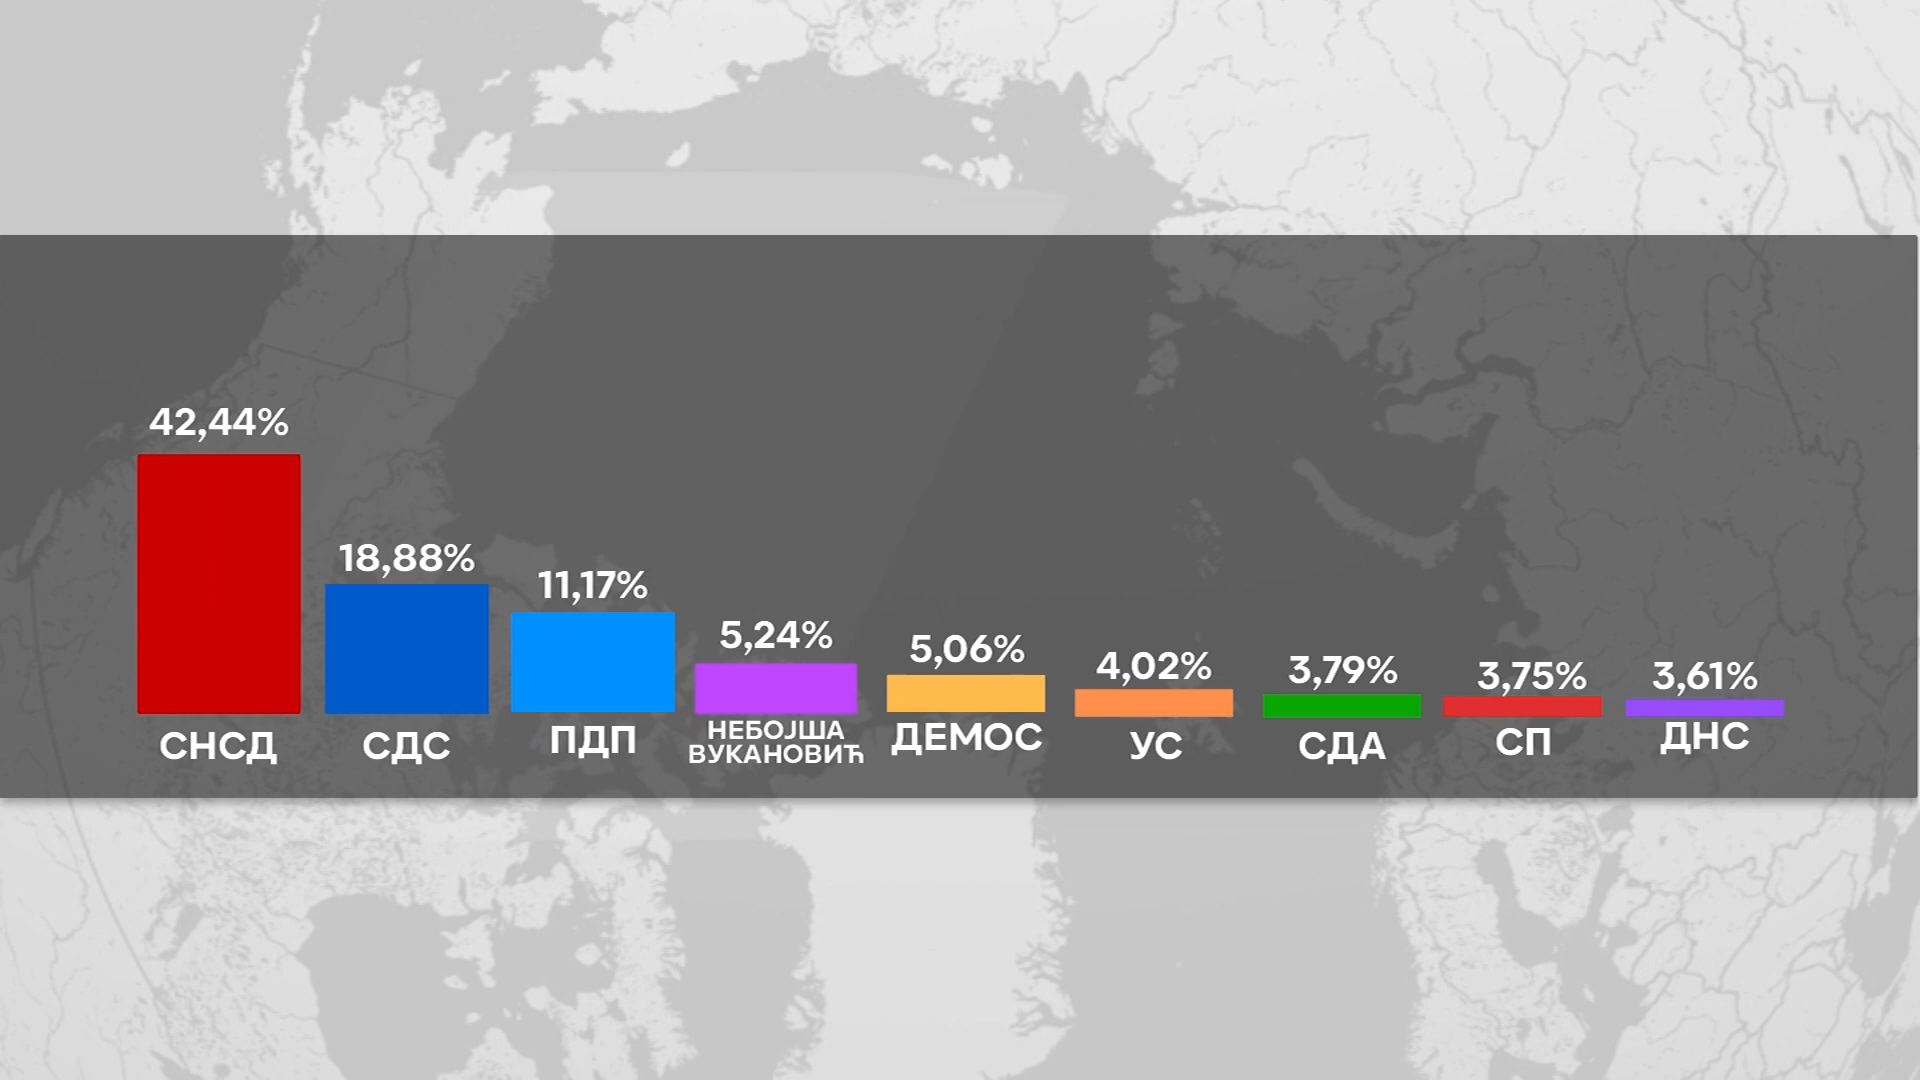 42,44%
18,88%
11,17%
5,24%
5,06%
4,02%
3,79%
3,75%
3,61%
СНСД
СДС
ПДП
НЕБОЈША
ВУКАНОВИЋ
ДЕМОС
УС
СДА
СП
ДНС